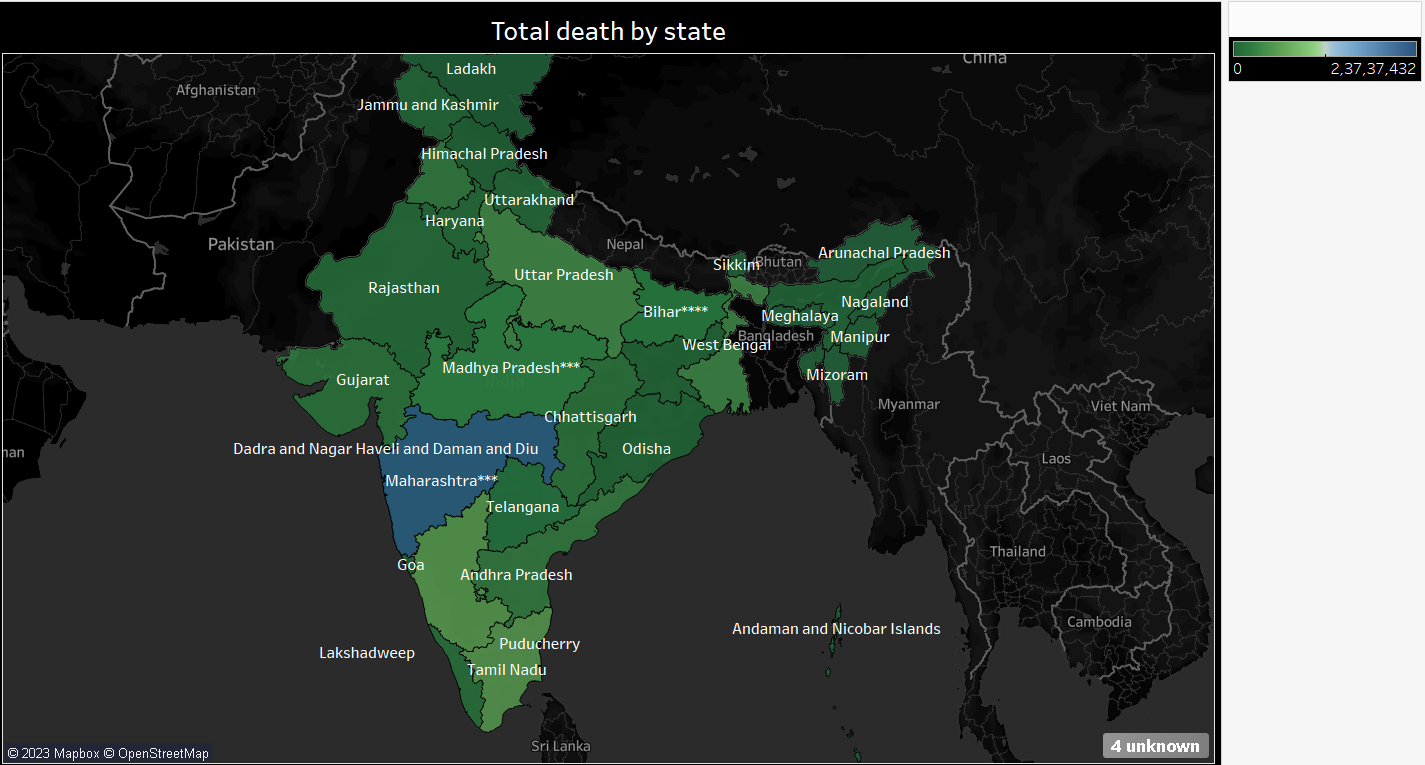 Total death by state
0 2,37,37,432
China
Ladakh
Afghanistan
Jammu and Kashmir
Himachal Pradesh
Uttarakhand
Haryana
Pakistan
Nepal
Arunachal Pradesh
Sikkim
Bhutan
Uttar Pradesh
Rajasthan
Nagaland
Bihar****
Meghalaya
Bangladesh
Manipur
West Bengal
Madhya Pradesh***
Mizoram
Gujarat
India
Myanmar
Viet Nam
Chhattisgarh
Dadra and Nagar Haveli and Daman and Diu
Odisha
man
Laos
Maharashtra***
Telangana
Thailand
Goa
Andhra Pradesh
Cambodia
Andaman and Nicobar Islands
Puducherry
Lakshadweep
Tamil Nadu
Sri Lanka
4 unknown
© 2023 Mapbox © OpenStreetMap